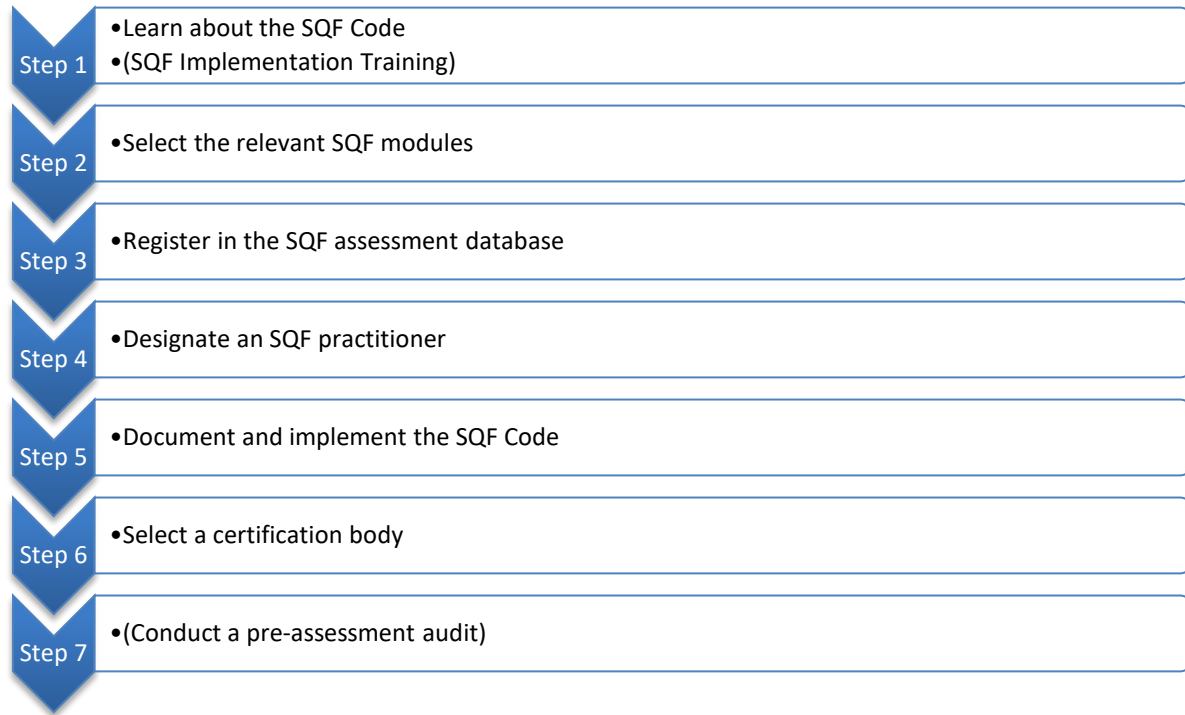 Step 1
•Learn about the SQF Code
•(SQF Implementation Training)
Step 2
•Select the relevant SQF modules
Step 3
•Register in the SQF assessment database
Step 4
•Designate an SQF practitioner
Step 5
•Document and implement the SQF Code
Step 6
•Select a certification body
Step 7
•(Conduct a pre-assessment audit)